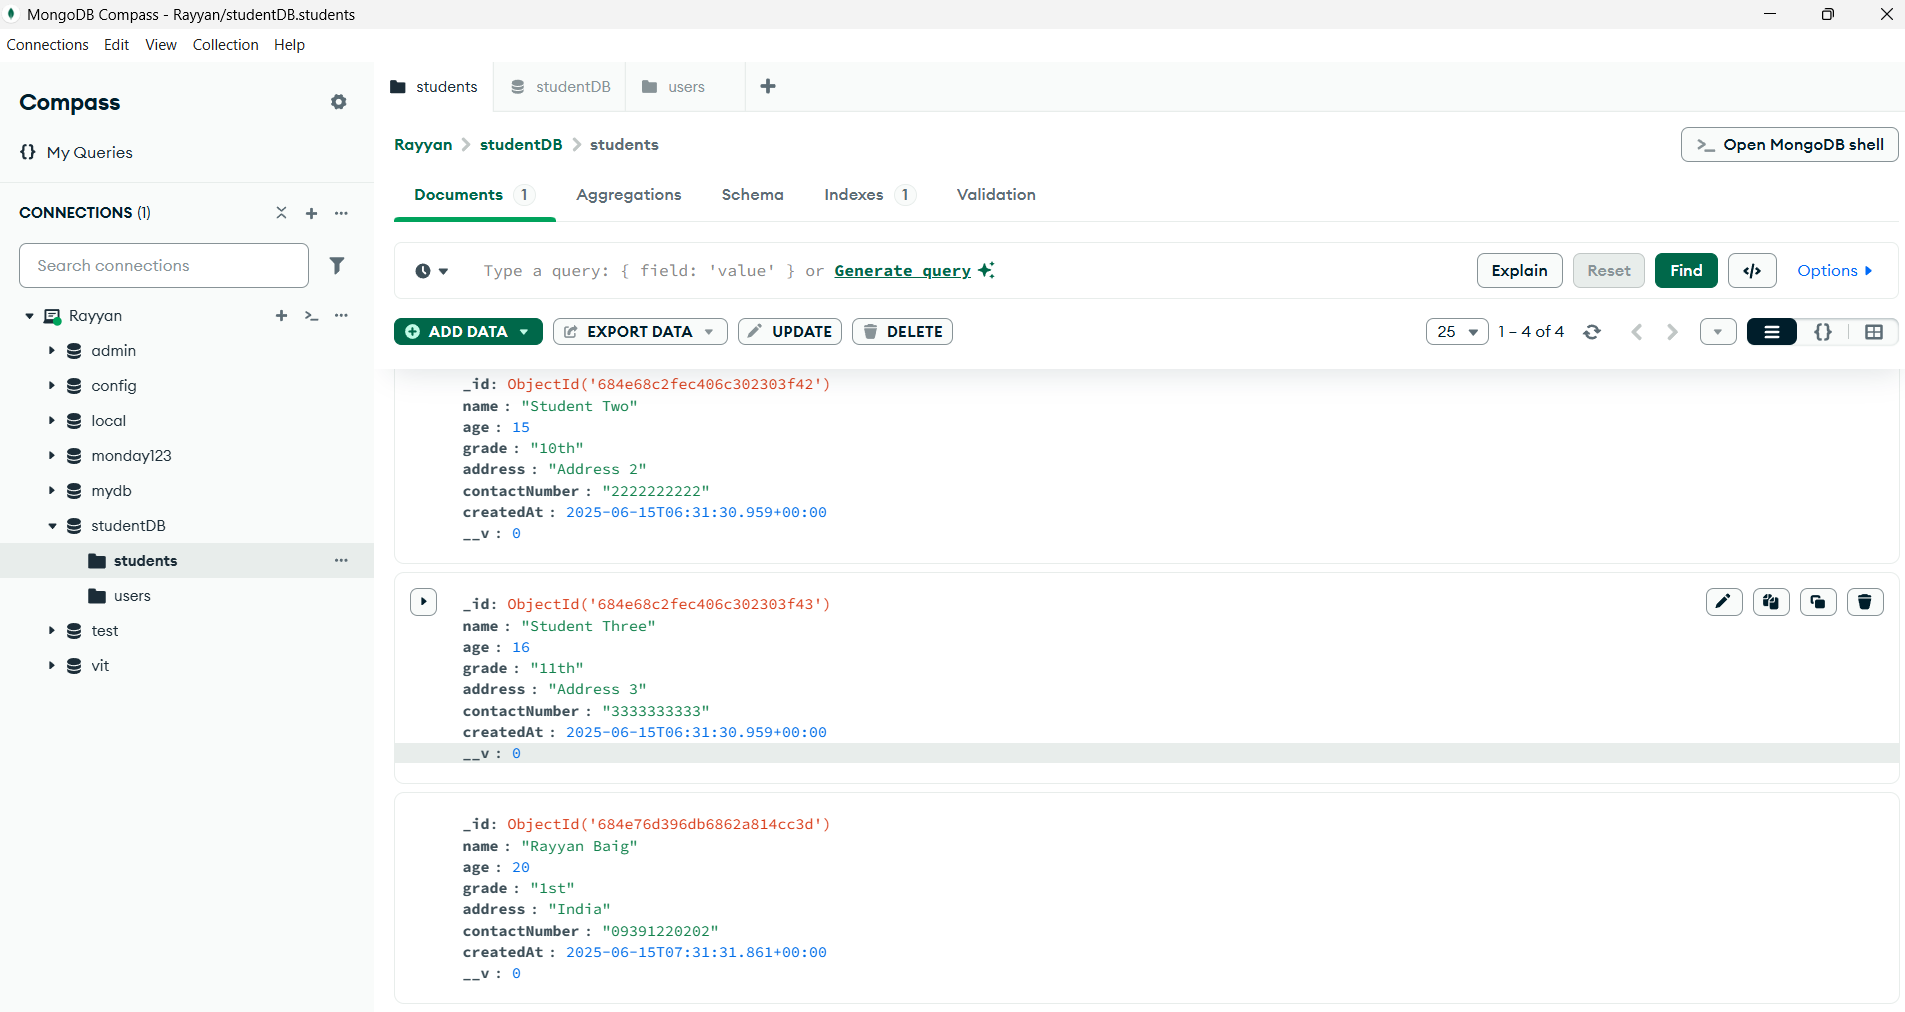 MongoDB Compass - Rayyan/studentDB.students
Connections Edit View Collection Help
Compass
{} My Queries
CONNECTIONS (1)
Search connections
Rayyan
admin
config
local
monday123
mydb
studentDB
students
users
test
vit
students studentDB users
Rayyan > studentDB > students
>_ Open MongoDB shell
Documents 1 Aggregations Schema Indexes 1 Validation
Type a query: { field: 'value' } or Generate query
Explain Reset Find </> Options
ADD DATA EXPORT DATA UPDATE DELETE
25 1 – 4 of 4 {}
_id: ObjectId('684e68c2fec406c302303f42')
name : "Student Two"
age : 15
grade : "10th"
address : "Address 2"
contactNumber : "2222222222"
createdAt : 2025-06-15T06:31:30.959+00:00
__v : 0
_id: ObjectId('684e68c2fec406c302303f43')
name : "Student Three"
age : 16
grade : "11th"
address : "Address 3"
contactNumber : "3333333333"
createdAt : 2025-06-15T06:31:30.959+00:00
__v : 0
_id: ObjectId('684e76d396db6862a814cc3d')
name : "Rayyan Baig"
age : 20
grade : "1st"
address : "India"
contactNumber : "09391220202"
createdAt : 2025-06-15T07:31:31.861+00:00
__v : 0